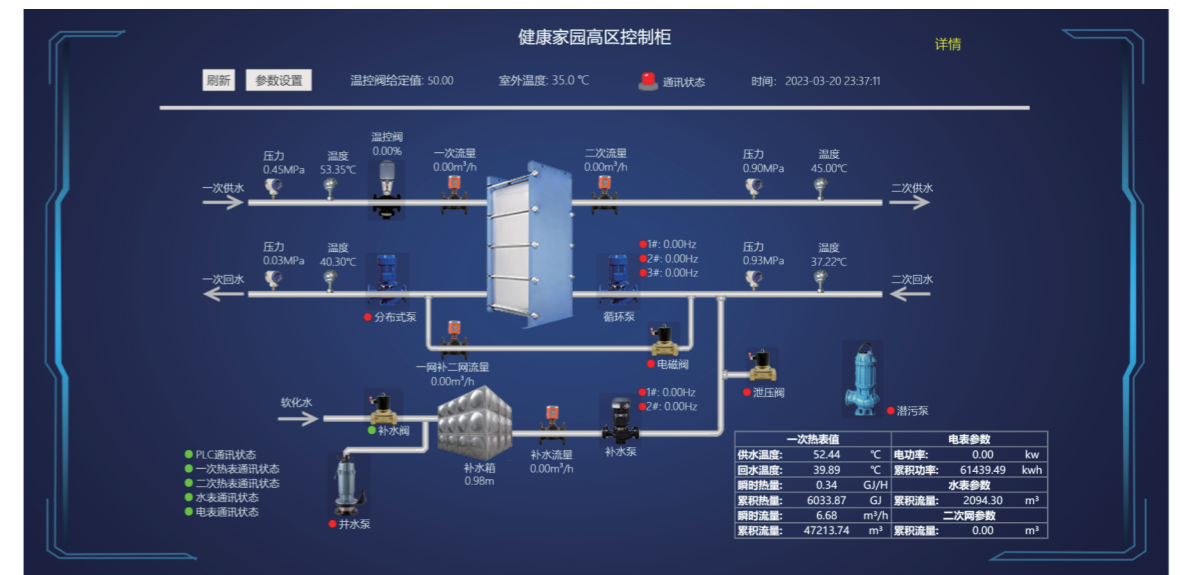 健康家园高区控制柜
详情
刷新 参数设置 温控阀给定值: 50.00 室外温度: 35.0 ℃ 通讯状态 时间: 2023-03-20 23:37:11
温控阀
0.00%
压力
0.45MPa
温度
53.35℃
一次流量
0.00m³/h
二次流量
0.00m³/h
压力
0.90MPa
温度
45.00℃
一次供水
二次供水
压力
0.03MPa
温度
40.30℃
1#: 0.00Hz
2#: 0.00Hz
3#: 0.00Hz
压力
0.93MPa
温度
37.22℃
一次回水
二次回水
分布式泵
循环泵
一网补二网流量
0.00m³/h
电磁阀
泄压阀
潜污泵
软化水
补水阀
1#: 0.00Hz
2#: 0.00Hz
补水箱
0.98m
补水流量
0.00m³/h
补水泵
PLC通讯状态
一次热表通讯状态
二次热表通讯状态
水表通讯状态
电表通讯状态
井水泵
一次热表值 电表参数
供水温度: 52.44 ℃ 电功率: 0.00 kw
回水温度: 39.89 ℃ 累积功率: 61439.49 kwh
瞬时热量: 0.34 GJ/H 水表参数
累积热量: 6033.87 GJ 累积流量: 2094.30 m³
瞬时流量: 6.68 m³/h 二次网参数
累积流量: 47213.74 m³ 累积流量: 0.00 m³